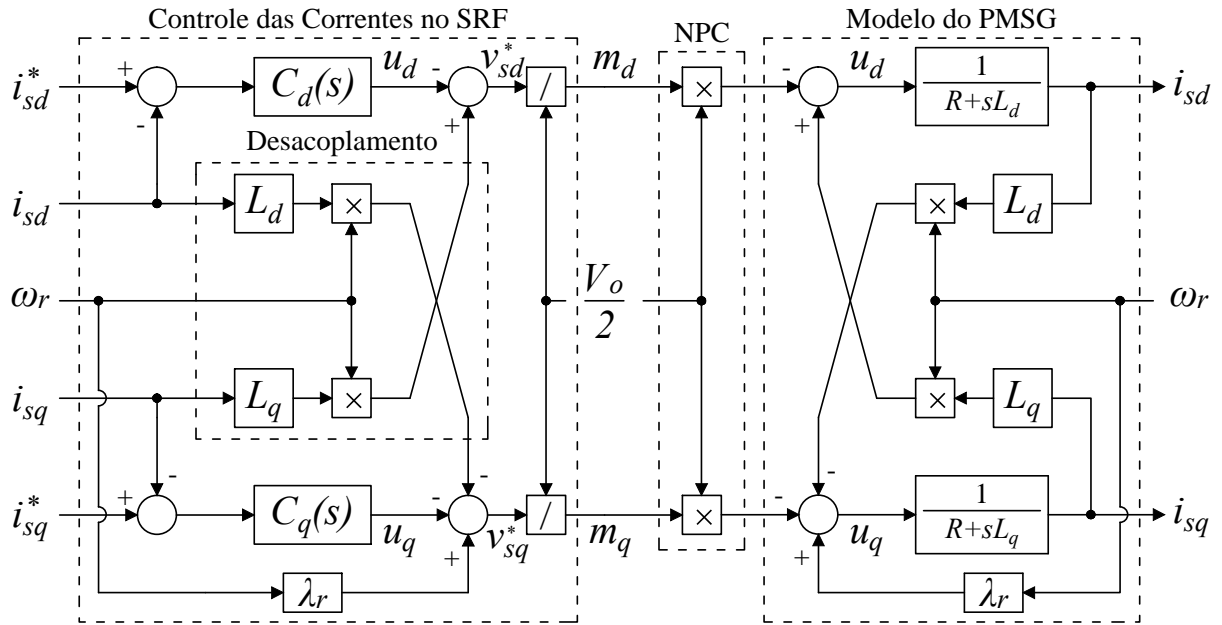 Controle das Correntes no SRF
NPC
Modelo do PMSG
i*sd
+
-
Cd(s)
ud
-
v*sd
/
md
×
-
ud
1
R+sLd
isd
+
+
Desacoplamento
isd
Ld
×
×
Ld
ωr
Vo
2
ωr
isq
Lq
×
×
Lq
-
-
-
i*sq
+
Cq(s)
uq
-
v*sq
/
mq
×
-
uq
1
R+sLq
isq
+
+
λr
λr